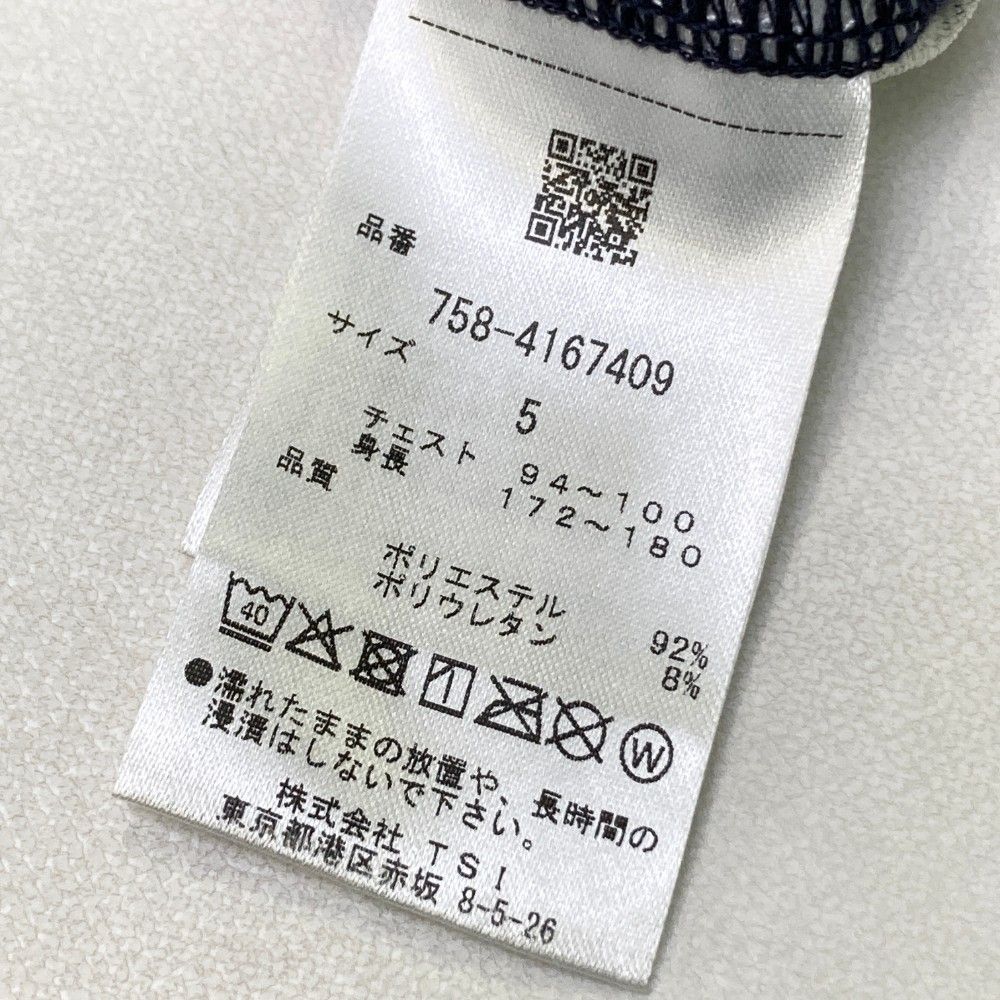 品番
758-4167409
サイズ
5
チェスト 94～100
身長 172～180
品質
ポリエステル 92%
ポリウレタン 8%
40
W
●濡れたままの放置や、長時間の
浸漬はしないで下さい。
株式会社 TSI
東京都港区赤坂 8-5-26